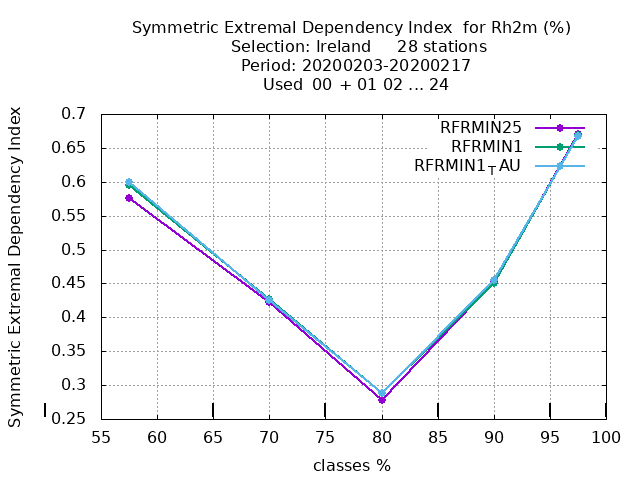 Symmetric Extremal Dependency Index  for Rh2m (%)
Selection: Ireland     28 stations
Period: 20200203-20200217
Used  00 + 01 02 ... 24
Symmetric Extremal Dependency Index
0.7
0.65
0.6
0.55
0.5
0.45
0.4
0.35
0.3
0.25
RFRMIN25
RFRMIN1
RFRMIN1TAU
55 60 65 70 75 80 85 90 95 100
classes %